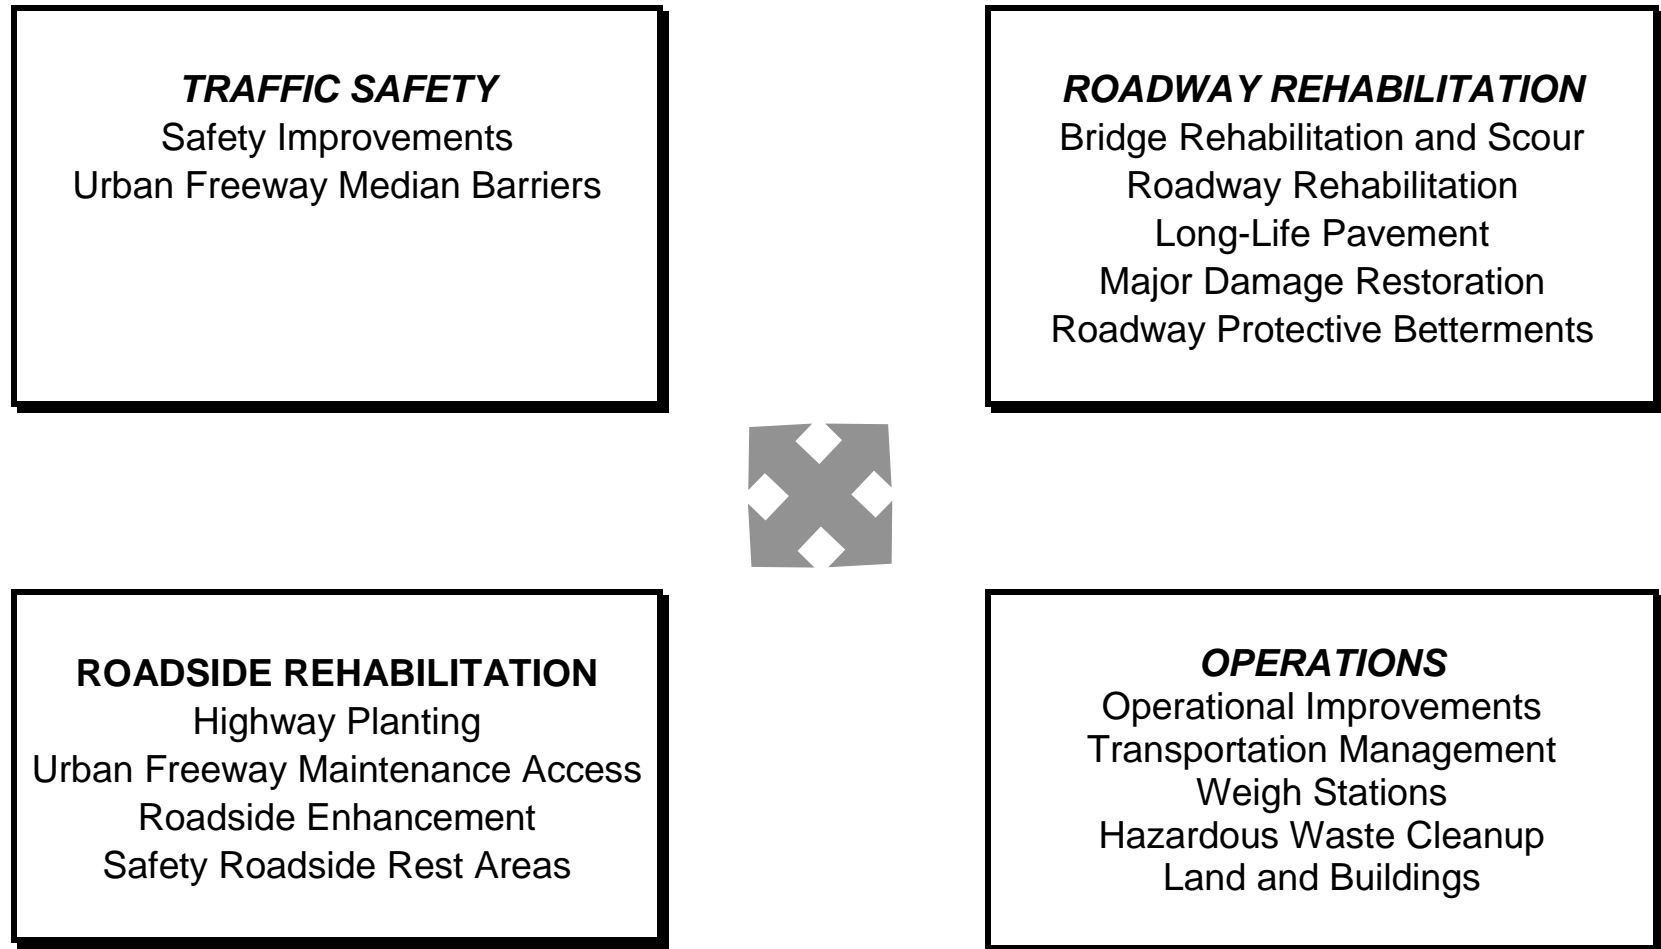 TRAFFIC SAFETY
Safety Improvements
Urban Freeway Median Barriers
ROADWAY REHABILITATION
Bridge Rehabilitation and Scour
Roadway Rehabilitation
Long-Life Pavement
Major Damage Restoration
Roadway Protective Betterments
ROADSIDE REHABILITATION
Highway Planting
Urban Freeway Maintenance Access
Roadside Enhancement
Safety Roadside Rest Areas
OPERATIONS
Operational Improvements
Transportation Management
Weigh Stations
Hazardous Waste Cleanup
Land and Buildings